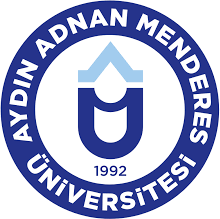 AYDIN ADNAN MENDERES
1992
ÜNİVERSİTESİ